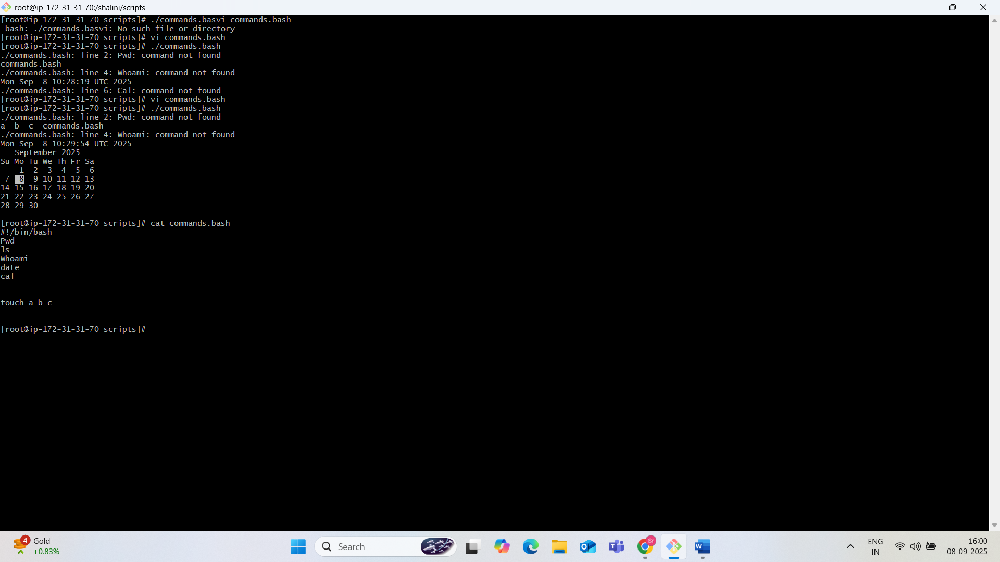 root@ip-172-31-31-70:/shalini/scripts
[root@ip-172-31-31-70 scripts]# ./commands.basvi commands.bash
-bash: ./commands.basvi: No such file or directory
[root@ip-172-31-31-70 scripts]# vi commands.bash
[root@ip-172-31-31-70 scripts]# ./commands.bash
./commands.bash: line 2: Pwd: command not found
commands.bash
./commands.bash: line 4: Whoami: command not found
Mon Sep  8 10:28:19 UTC 2025
./commands.bash: line 6: Cal: command not found
[root@ip-172-31-31-70 scripts]# vi commands.bash
[root@ip-172-31-31-70 scripts]# ./commands.bash
./commands.bash: line 2: Pwd: command not found
a  b  c  commands.bash
./commands.bash: line 4: Whoami: command not found
Mon Sep  8 10:29:54 UTC 2025
   September 2025
Su Mo Tu We Th Fr Sa
    1  2  3  4  5  6
 7  8  9 10 11 12 13
14 15 16 17 18 19 20
21 22 23 24 25 26 27
28 29 30
[root@ip-172-31-31-70 scripts]# cat commands.bash
#!/bin/bash
Pwd
ls
Whoami
date
cal
touch a b c
[root@ip-172-31-31-70 scripts]#
4
Gold
+0.83%
Search
Sr
ENG
IN
16:00
08-09-2025